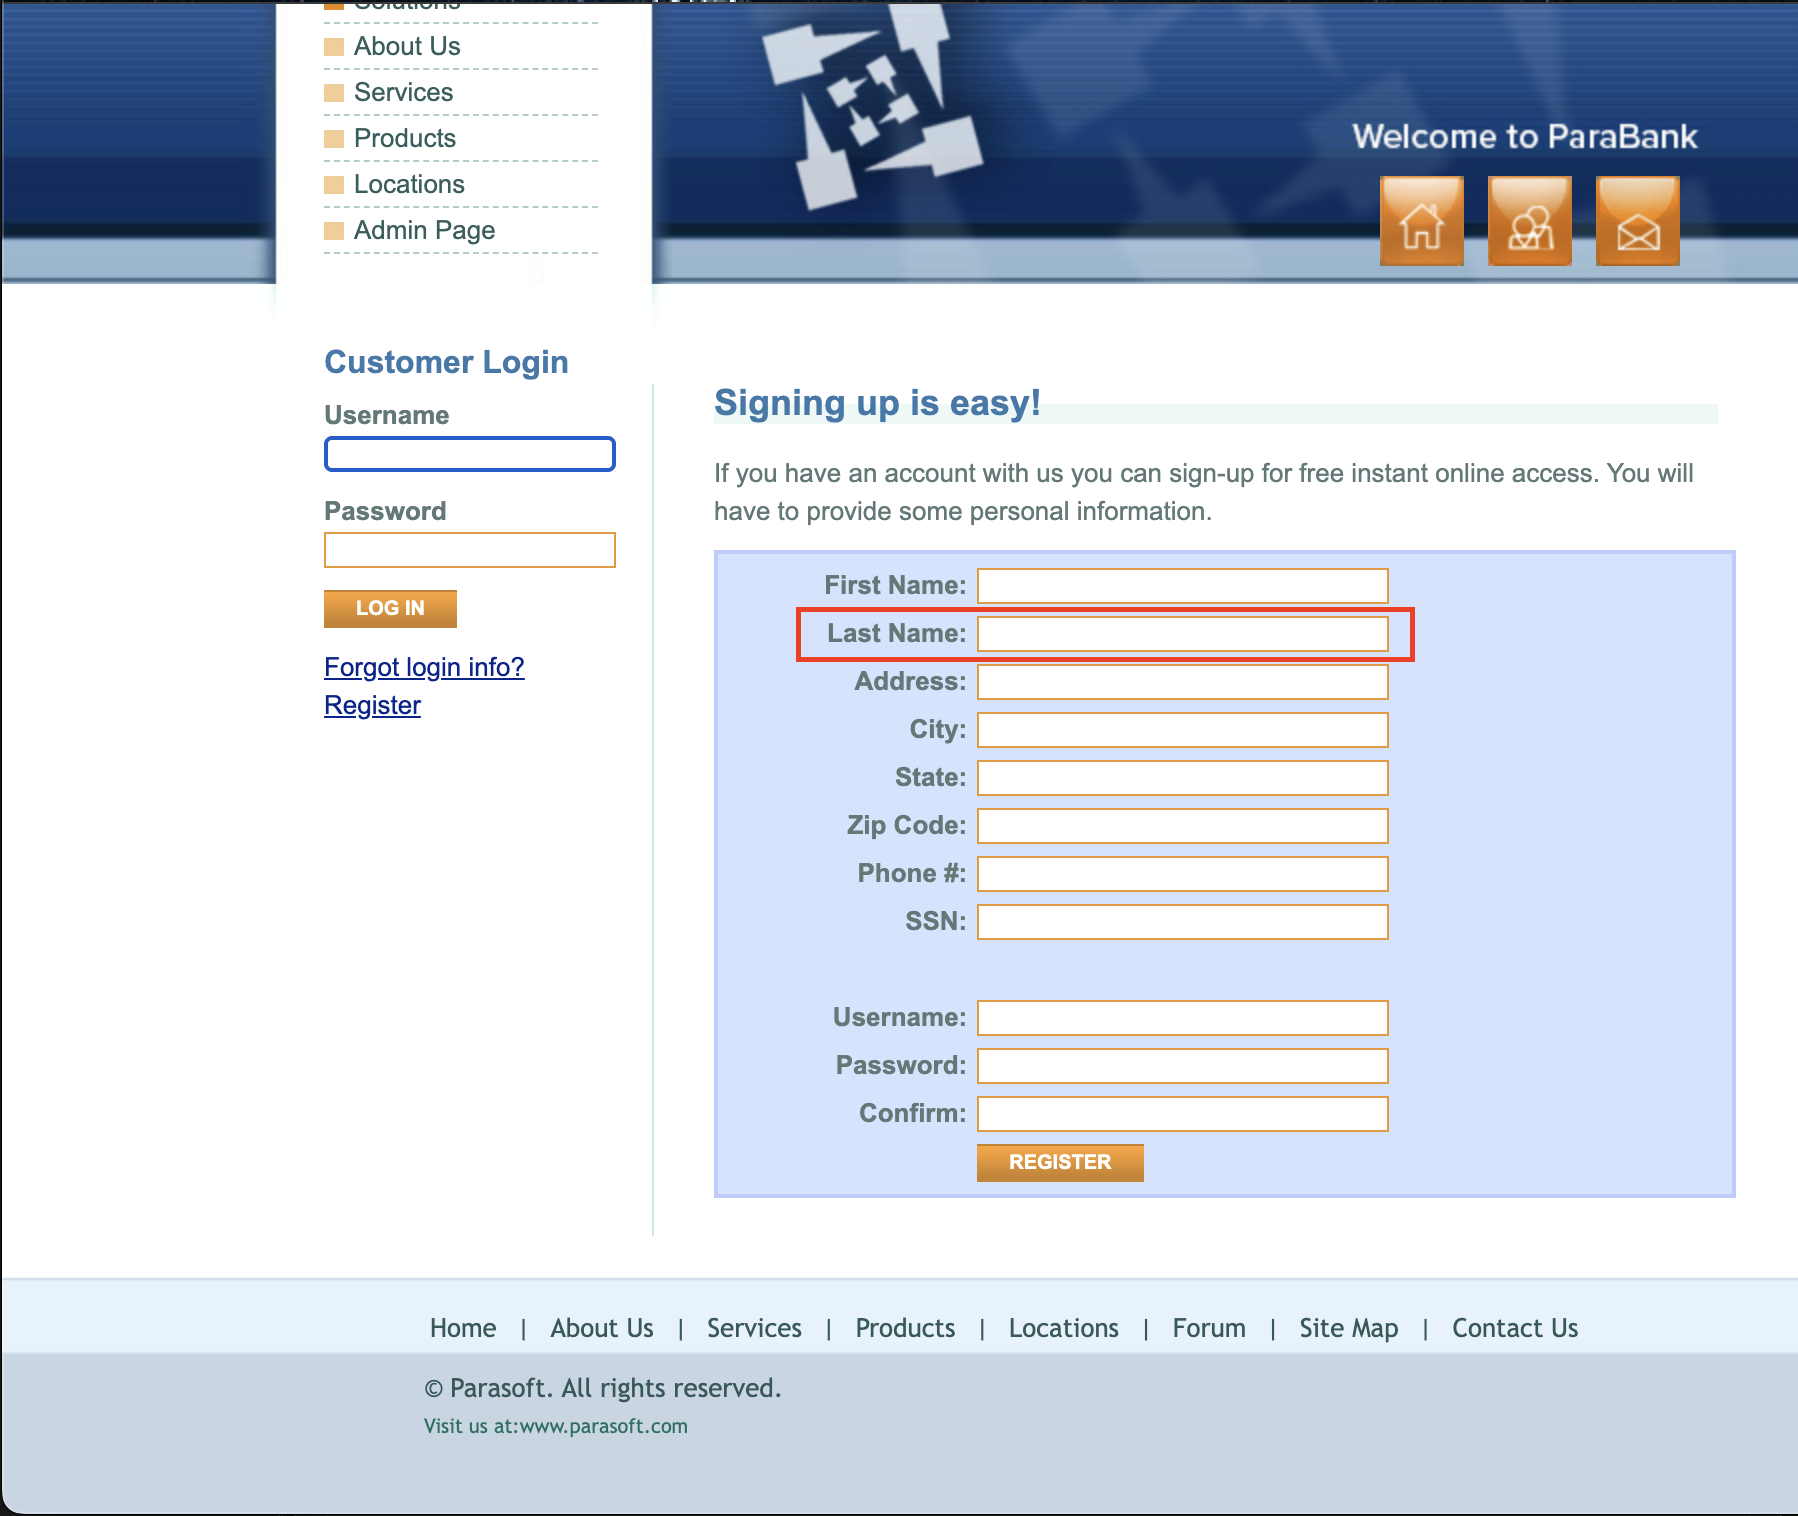 Solutions
About Us
Services
Products
Locations
Admin Page
Welcome to ParaBank
Customer Login
Username
Password
LOG IN
Forgot login info?
Register
Signing up is easy!
If you have an account with us you can sign-up for free instant online access. You will
have to provide some personal information.
First Name:
Last Name:
Address:
City:
State:
Zip Code:
Phone #:
SSN:
Username:
Password:
Confirm:
REGISTER
Home | About Us | Services | Products | Locations | Forum | Site Map | Contact Us
© Parasoft. All rights reserved.
Visit us at:www.parasoft.com